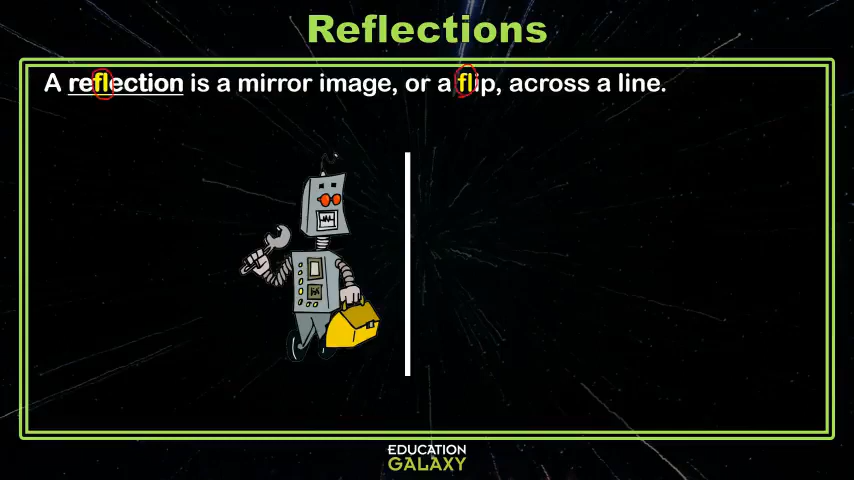 Reflections
A reflection is a mirror image, or a flip, across a line.
EDUCATION
GALAXY